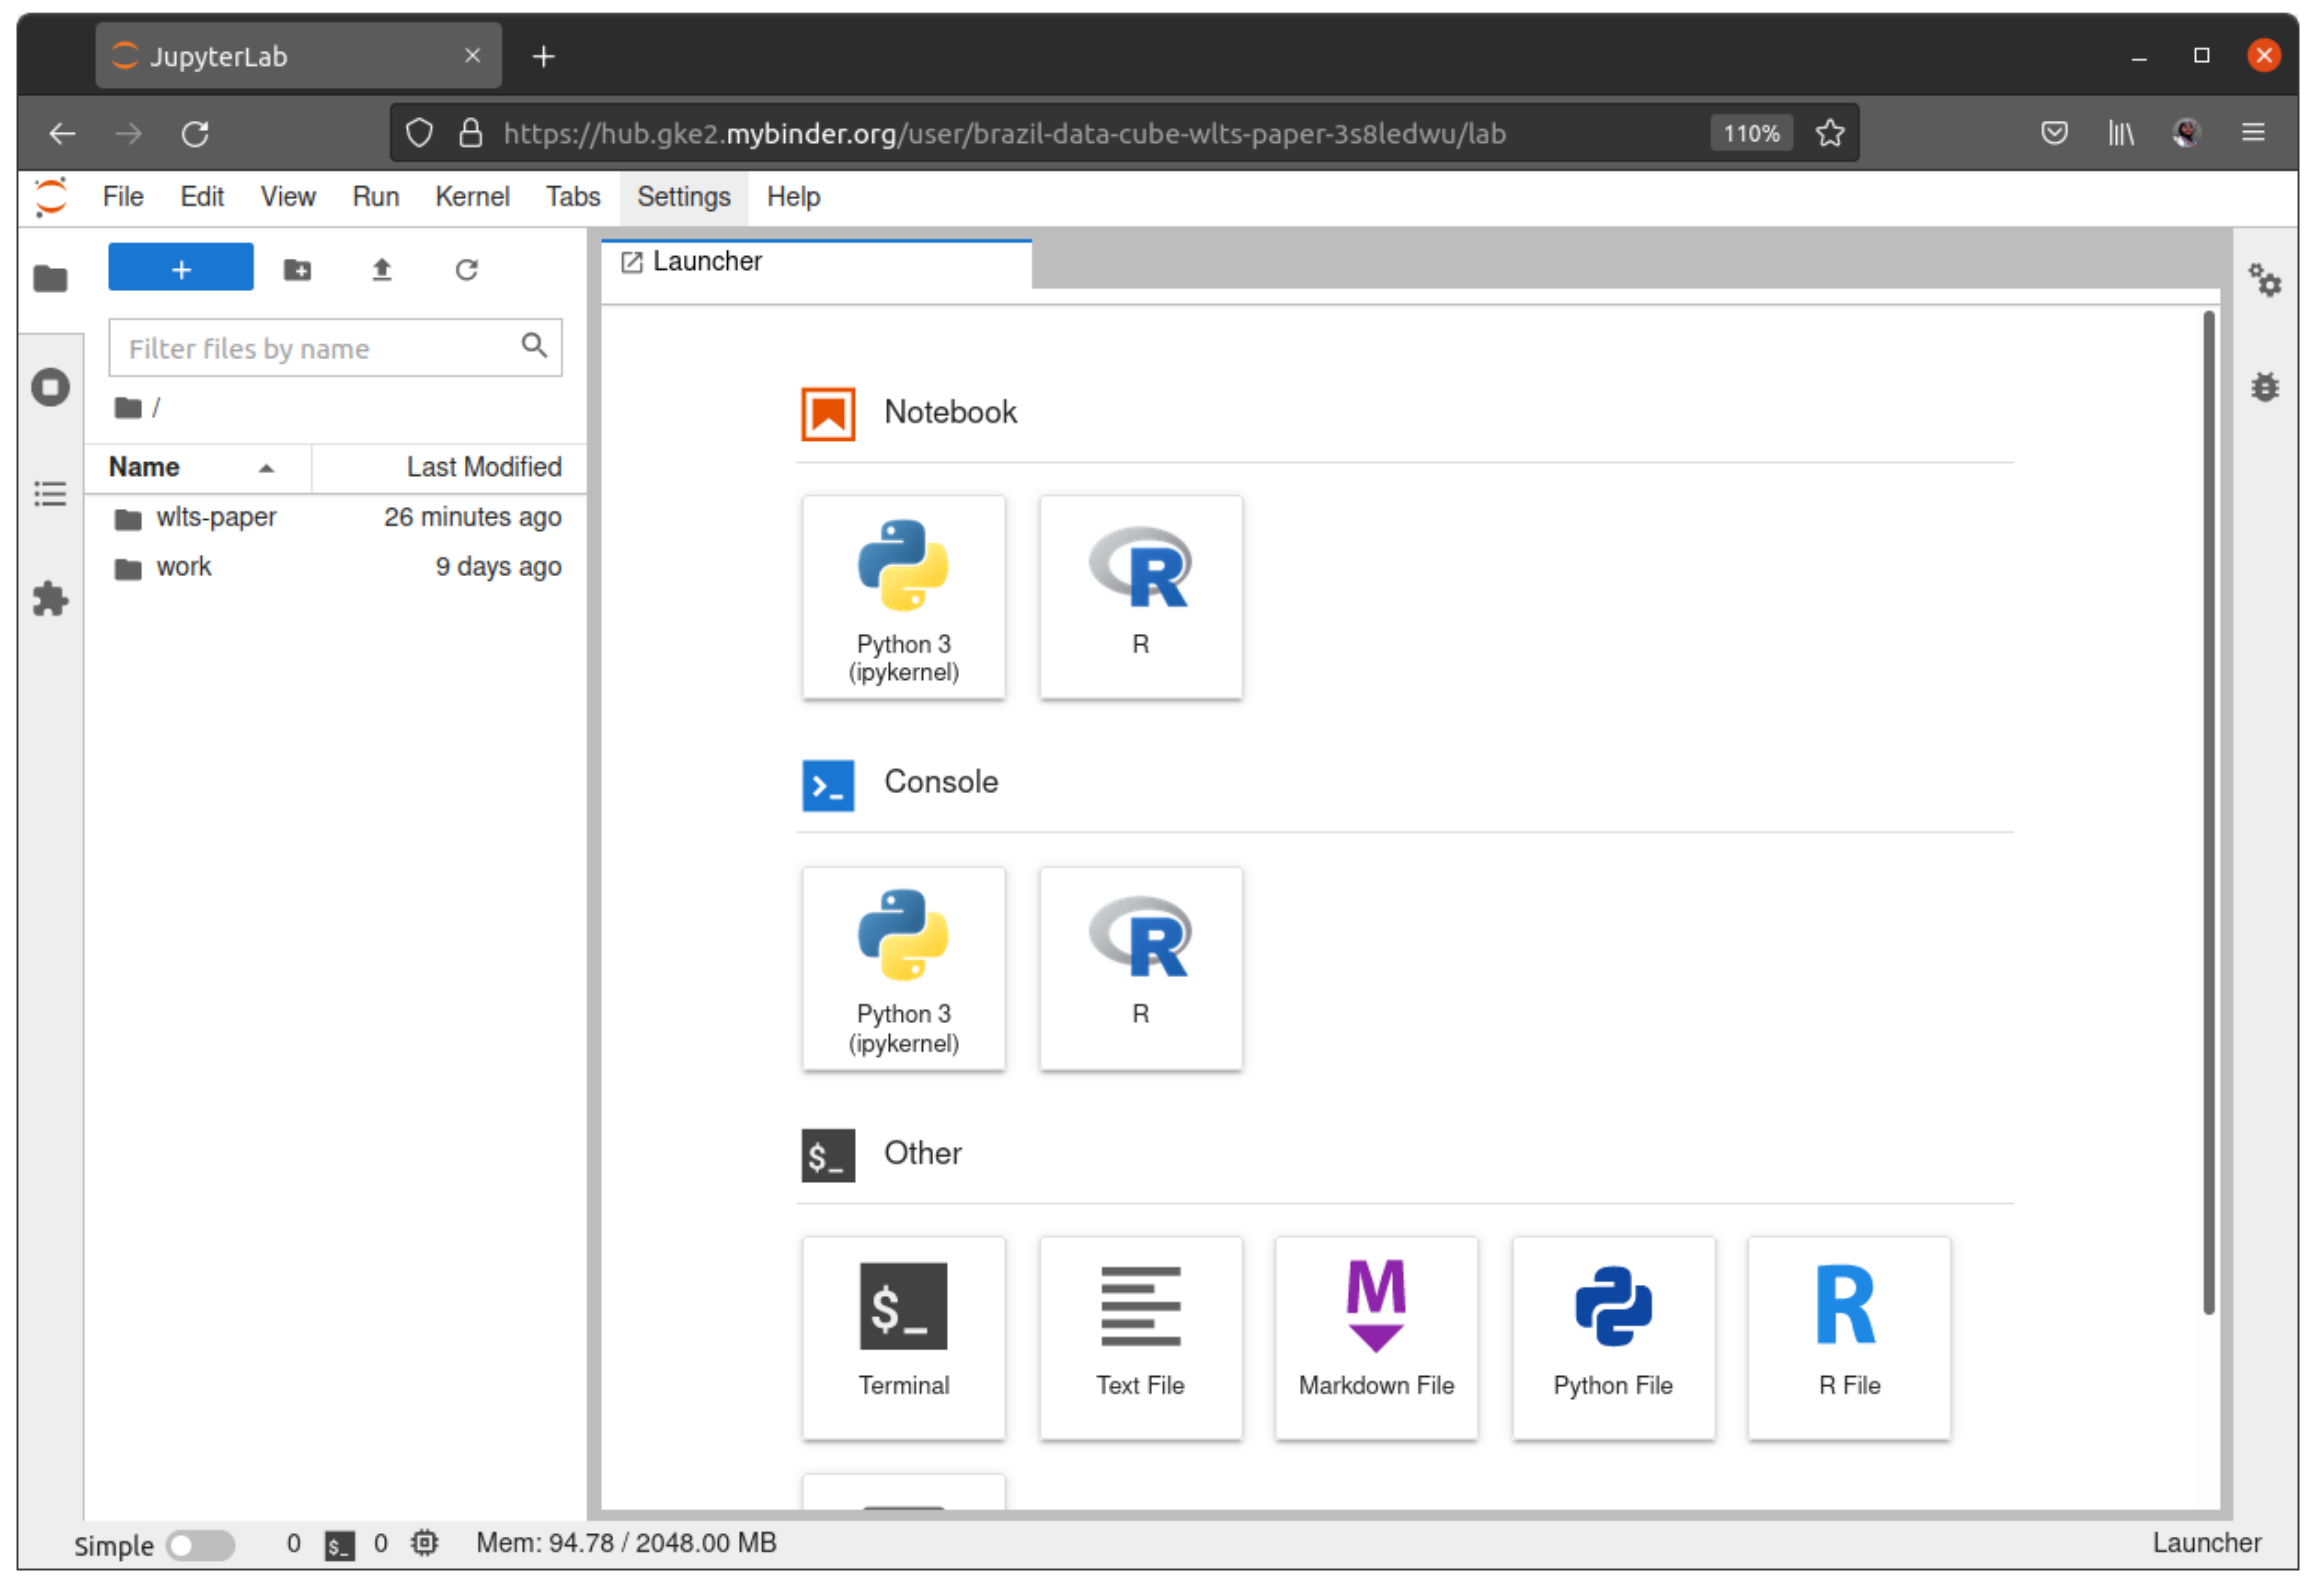 JupyterLab
https://hub.gke2.mybinder.org/user/brazil-data-cube-wlts-paper-3s8ledwu/lab 110%
File Edit View Run Kernel Tabs Settings Help
Launcher
Filter files by name
/
Name Last Modified
wlts-paper 26 minutes ago
work 9 days ago
Notebook
Python 3
(ipykernel)
R
Console
Python 3
(ipykernel)
R
$_ Other
$_
Terminal
Text File
M
Markdown File
Python File
R
R File
Simple 0 $_ 0 Mem: 94.78 / 2048.00 MB Launcher